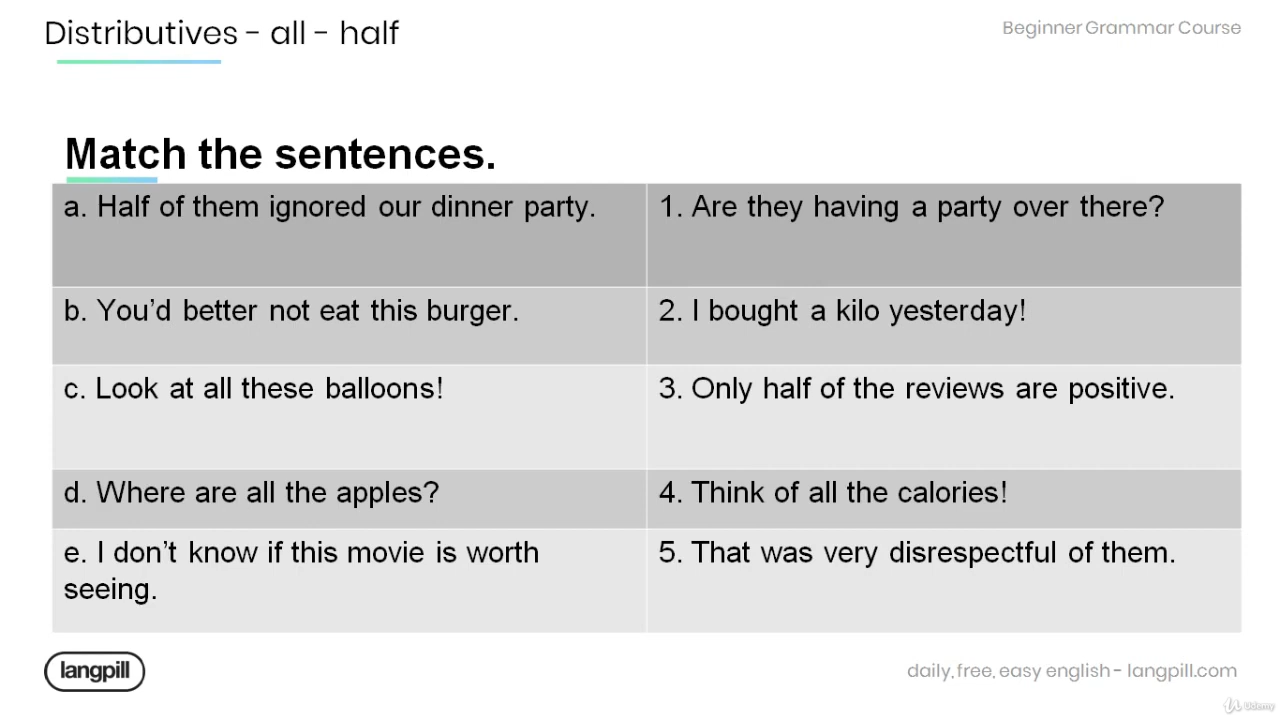 Distributives - all - half
Beginner Grammar Course
Match the sentences.
a. Half of them ignored our dinner party.
1. Are they having a party over there?
b. You’d better not eat this burger.
2. I bought a kilo yesterday!
c. Look at all these balloons!
3. Only half of the reviews are positive.
d. Where are all the apples?
4. Think of all the calories!
e. I don’t know if this movie is worth
seeing.
5. That was very disrespectful of them.
langpill
daily, free, easy english - langpill.com
Udemy